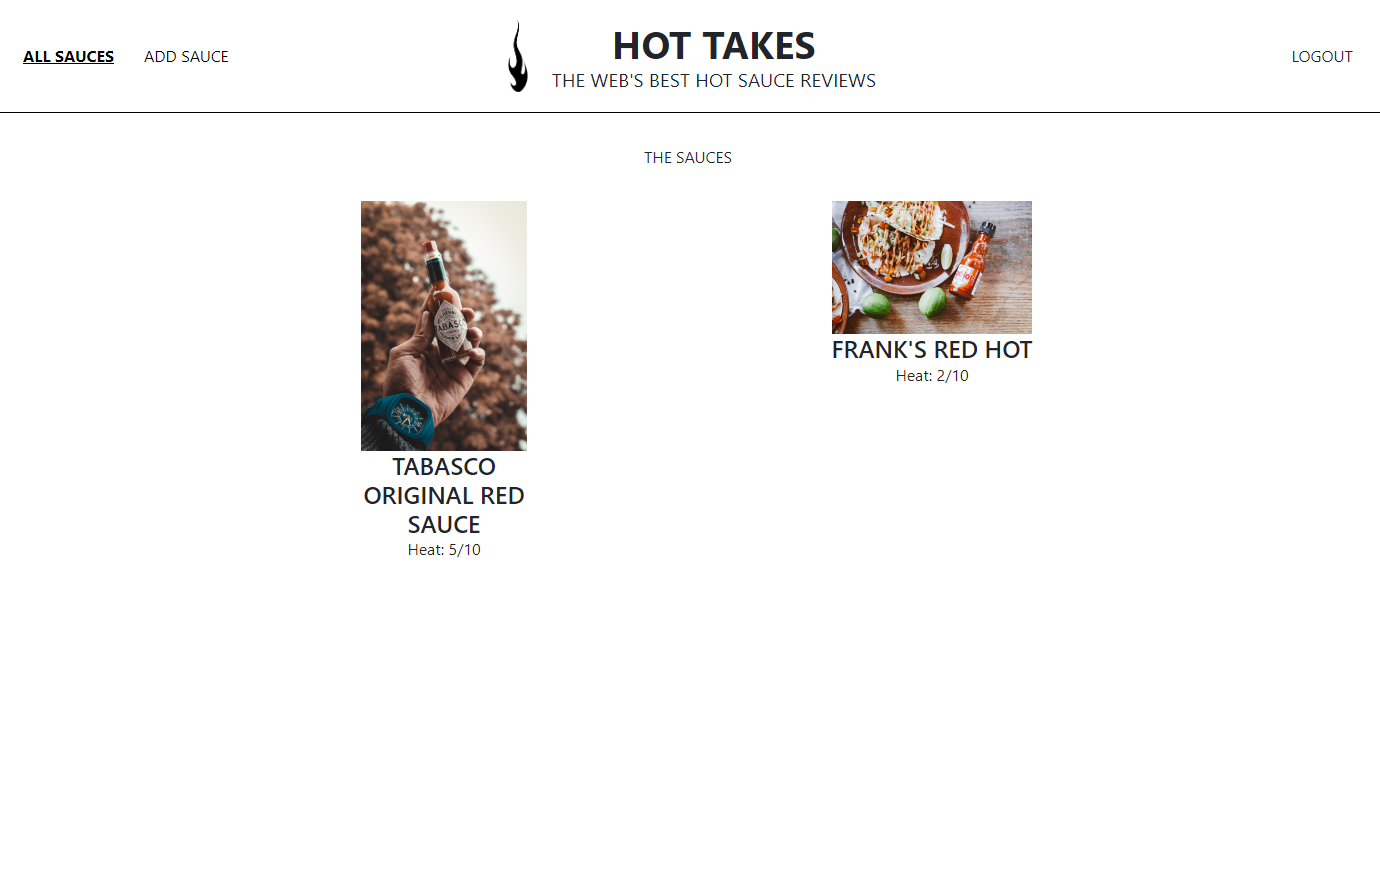 ALL SAUCES
ADD SAUCE
HOT TAKES
THE WEB'S BEST HOT SAUCE REVIEWS
LOGOUT
THE SAUCES
TABASCO
ORIGINAL RED
SAUCE
Heat: 5/10
FRANK'S RED HOT
Heat: 2/10